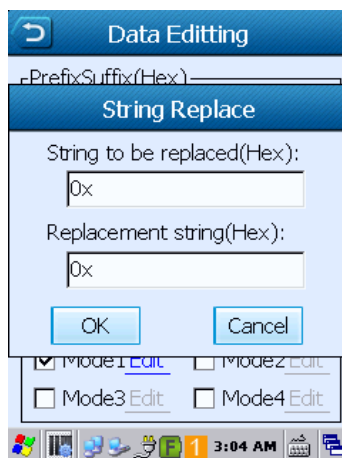 Data Editting
PrefixSuffix(Hex)
String Replace
String to be replaced(Hex):
0x
Replacement string(Hex):
0x
OK Cancel
Mode1 Edit Mode2 Edit
Mode3 Edit Mode4 Edit
F 1 3:04 AM